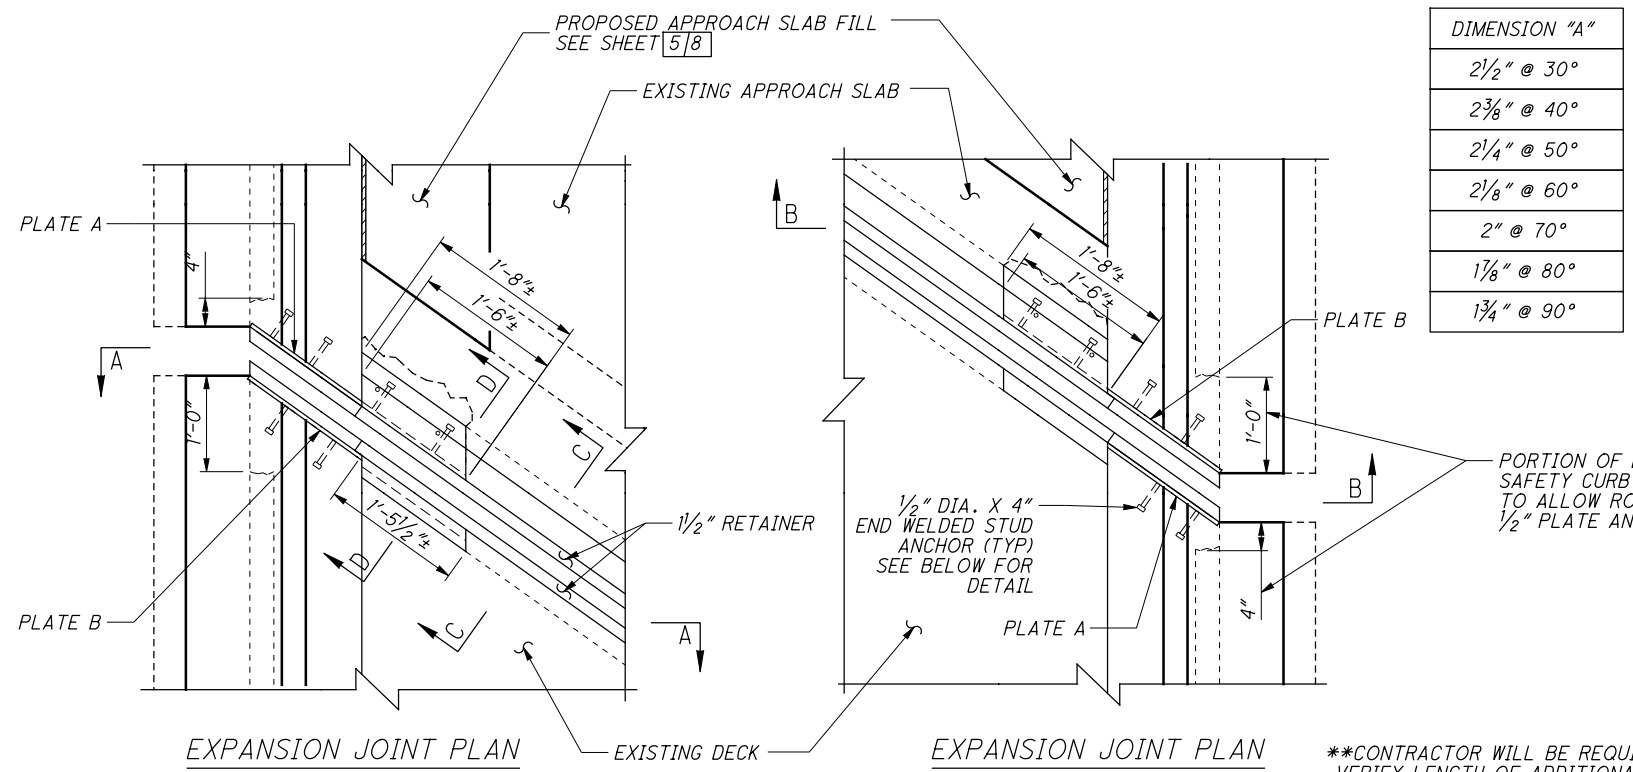 PROPOSED APPROACH SLAB FILL
SEE SHEET 5/8
EXISTING APPROACH SLAB
PLATE A
4"
1'-8"±
1'-6"±
A
D
C
1'-0"
1'-5½"±
D
C
1½" RETAINER
PLATE B
A
EXPANSION JOINT PLAN
EXISTING DECK
B
1'-8"±
1'-6"±
PLATE B
1'-0"
B
½" DIA. X 4"
END WELDED STUD
ANCHOR (TYP)
SEE BELOW FOR
DETAIL
PLATE A
4"
EXPANSION JOINT PLAN
DIMENSION "A"
2½" @ 30°
2⅜" @ 40°
2¼" @ 50°
2⅛" @ 60°
2" @ 70°
1⅞" @ 80°
1¾" @ 90°
PORTION OF
SAFETY CURB
TO ALLOW
½" PLATE
**CONTRACTOR WILL BE
VERIFY LENGTH OF